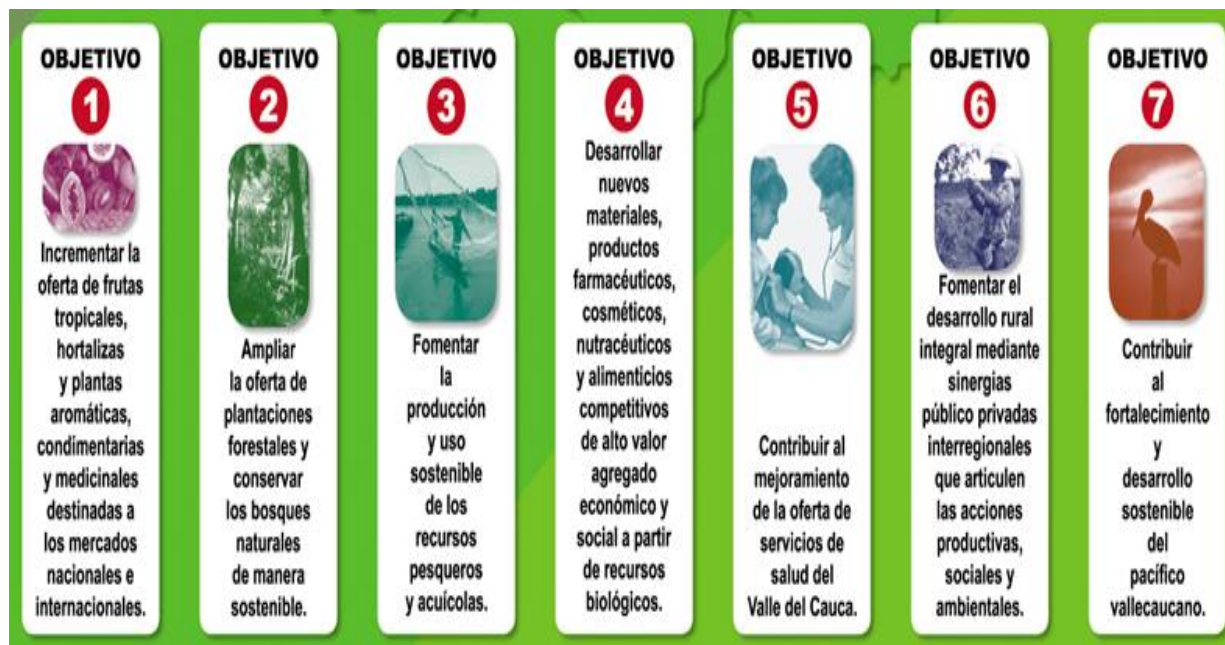 OBJETIVO
1
Incrementar la
oferta de frutas
tropicales,
hortalizas
y plantas
aromáticas,
condimentarias
y medicinales
destinadas a
los mercados
nacionales e
internacionales.
OBJETIVO
2
Ampliar
la oferta de
plantaciones
forestales y
conservar
los bosques
naturales
de manera
sostenible.
OBJETIVO
3
Fomentar
la
producción
y uso
sostenible
de los
recursos
pesqueros
y acuícolas.
OBJETIVO
4
Desarrollar
nuevos
materiales,
productos
farmacéuticos,
cosméticos,
nutracéuticos
y alimenticios
competitivos
de alto valor
agregado
económico y
social a partir
de recursos
biológicos.
OBJETIVO
5
Contribuir al
mejoramiento
de la oferta de
servicios de
salud del
Valle del Cauca.
OBJETIVO
6
Fomentar el
desarrollo rural
integral mediante
sinergias
público privadas
interregionales
que articulen
las acciones
productivas,
sociales y
ambientales.
OBJETIVO
7
Contribuir
al
fortalecimiento
y
desarrollo
sostenible
del
pacífico
vallecaucano.